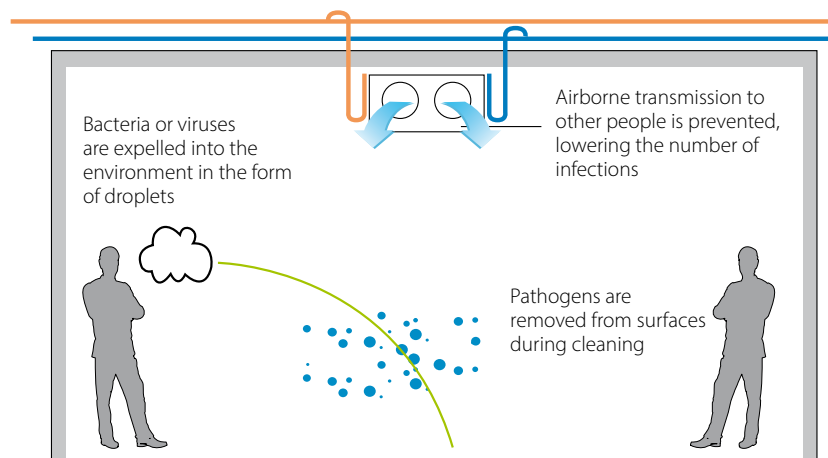 Bacteria or viruses
are expelled into the
environment in the form
of droplets
Airborne transmission to
other people is prevented,
lowering the number of
infections
Pathogens are
removed from surfaces
during cleaning